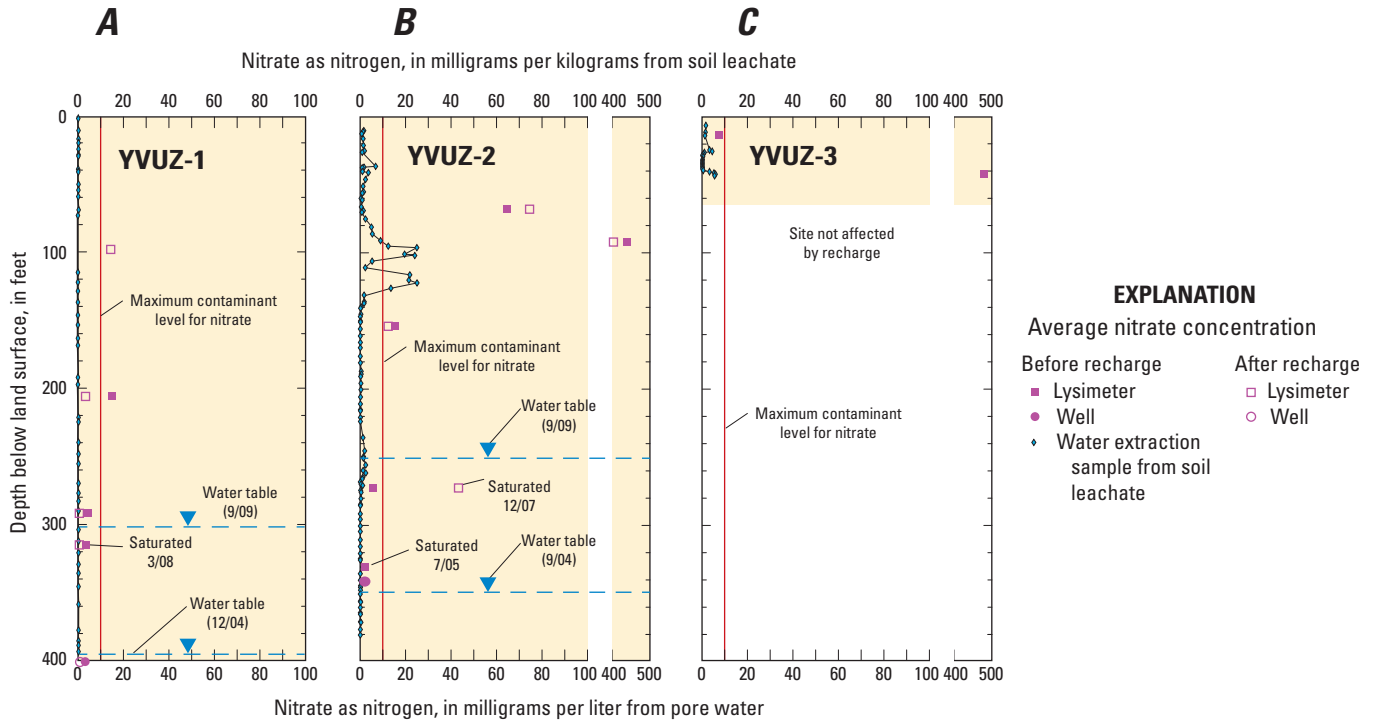 A
B
C
Nitrate as nitrogen, in milligrams per kilograms from soil leachate
0 20 40 60 80 100
0 20 40 60 80 100 400 500
0 20 40 60 80 100 400 500
Depth below land surface, in feet
0
100
200
300
400
YVUZ-1
Maximum contaminant
level for nitrate
Water table
(9/09)
Saturated
3/08
Water table
(12/04)
YVUZ-2
Maximum contaminant
level for nitrate
Water table
(9/09)
Saturated
12/07
Saturated
7/05
Water table
(9/04)
YVUZ-3
Site not affected
by recharge
Maximum contaminant
level for nitrate
0 20 40 60 80 100
0 20 40 60 80 100 400 500
0 20 40 60 80 100 400 500
Nitrate as nitrogen, in milligrams per liter from pore water
EXPLANATION
Average nitrate concentration
Before recharge
Lysimeter
Well
Water extraction
sample from soil
leachate
After recharge
Lysimeter
Well